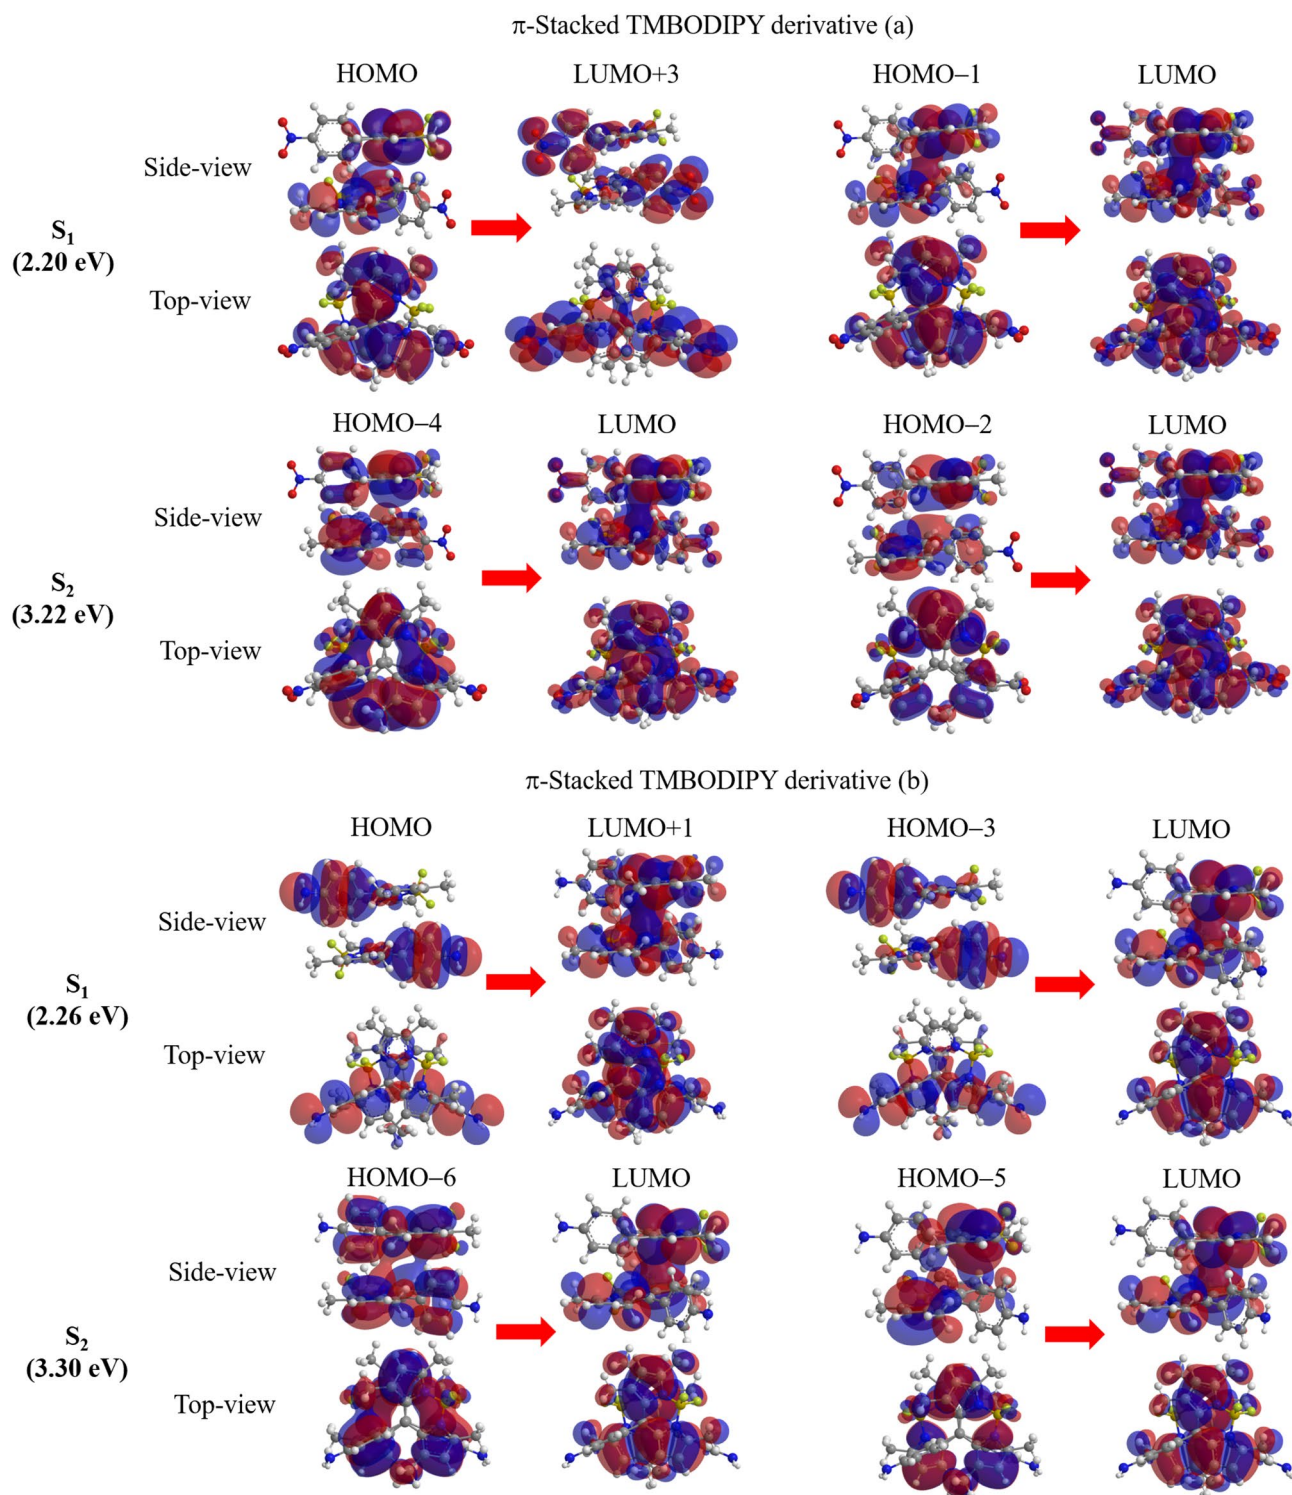 π-Stacked TMBODIPY derivative (a)
HOMO LUMO+3 HOMO–1 LUMO
Side-view
S1
(2.20 eV)
Top-view
HOMO–4 LUMO HOMO–2 LUMO
Side-view
S2
(3.22 eV)
Top-view
π-Stacked TMBODIPY derivative (b)
HOMO LUMO+1 HOMO–3 LUMO
Side-view
S1
(2.26 eV)
Top-view
HOMO–6 LUMO HOMO–5 LUMO
Side-view
S2
(3.30 eV)
Top-view